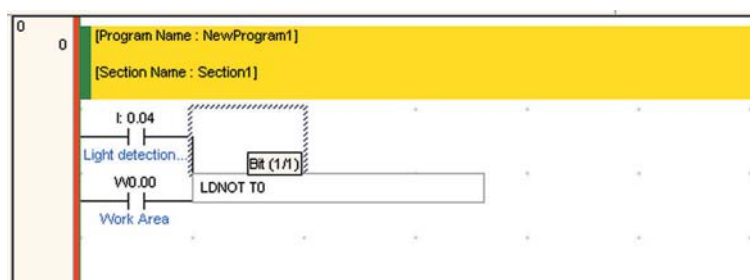 0
0
[Program Name : NewProgram1]
[Section Name : Section1]
I: 0.04
Light detection...
Bit (1/1)
W0.00
LDNOT T0
Work Area